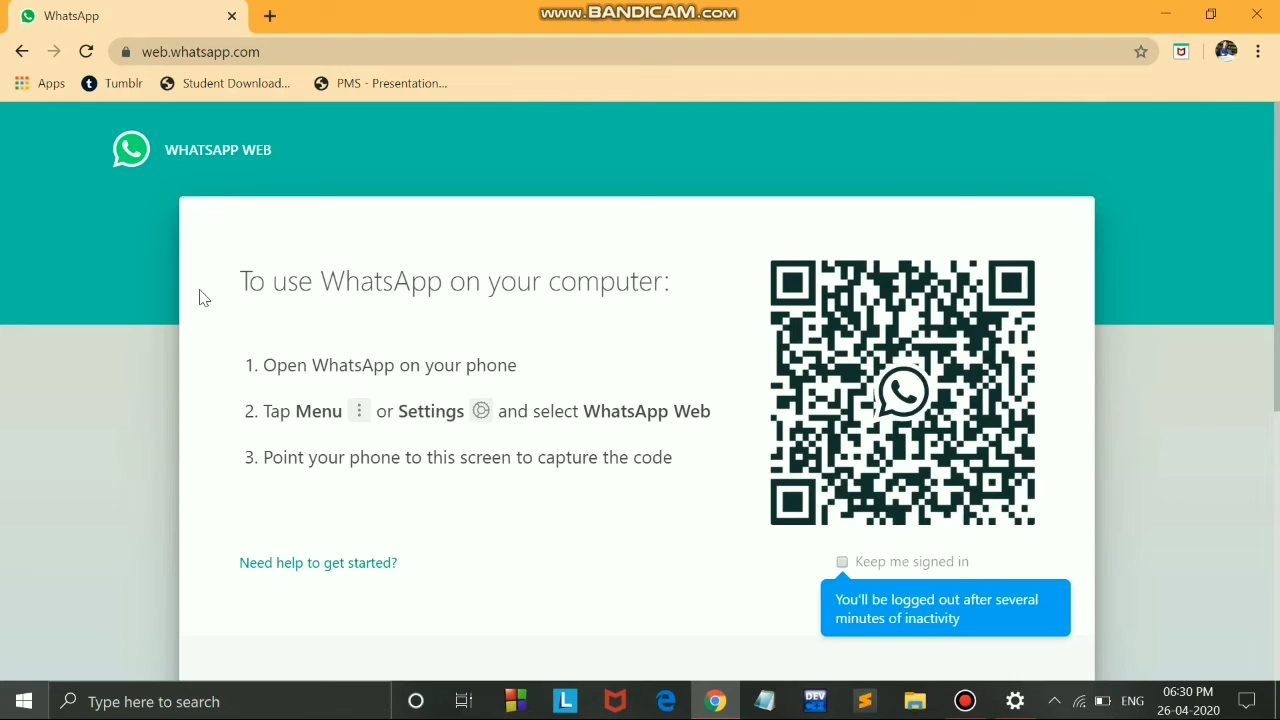 WhatsApp
www.BANDICAM.com
web.whatsapp.com
Apps
Tumblr
Student Download...
PMS - Presentation...
WHATSAPP WEB
To use WhatsApp on your computer:
1. Open WhatsApp on your phone
2. Tap Menu or Settings and select WhatsApp Web
3. Point your phone to this screen to capture the code
Need help to get started?
Keep me signed in
You'll be logged out after several
minutes of inactivity
Type here to search
L
DEV
ENG
06:30 PM
26-04-2020